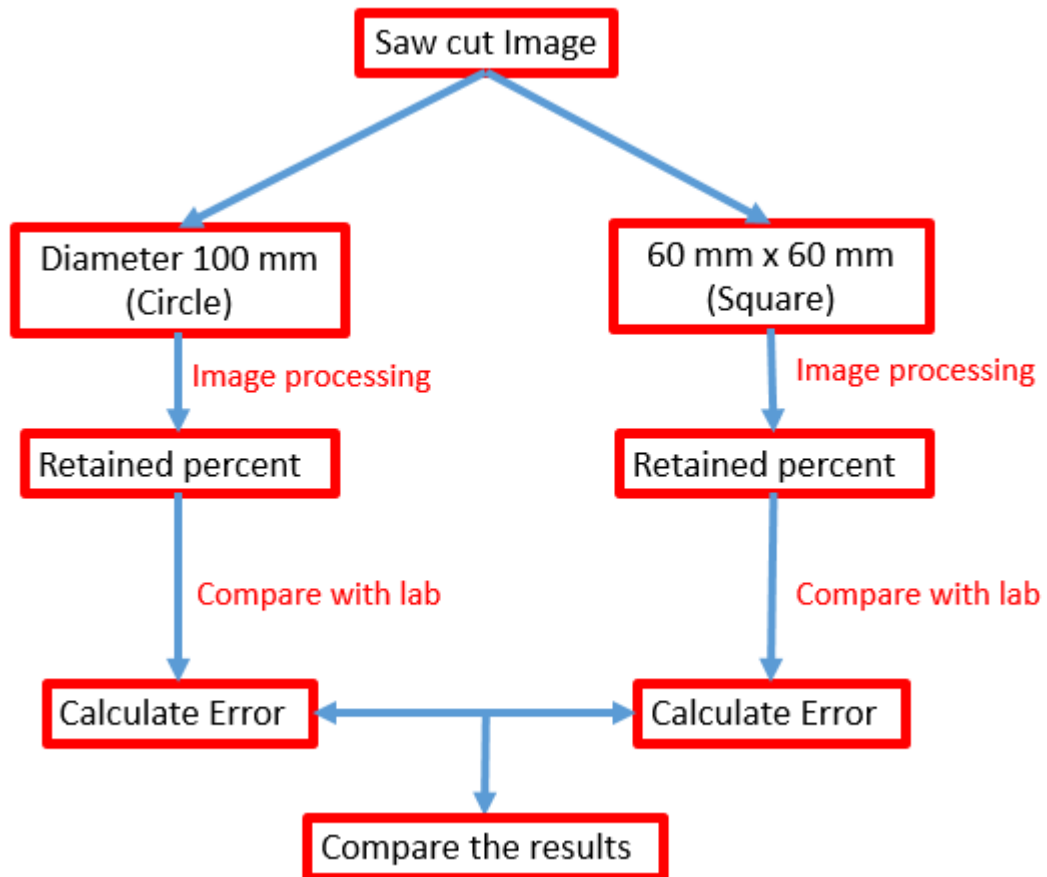 Saw cut Image
Diameter 100 mm
(Circle)
60 mm x 60 mm
(Square)
Image processing
Image processing
Retained percent
Retained percent
Compare with lab
Compare with lab
Calculate Error
Calculate Error
Compare the results